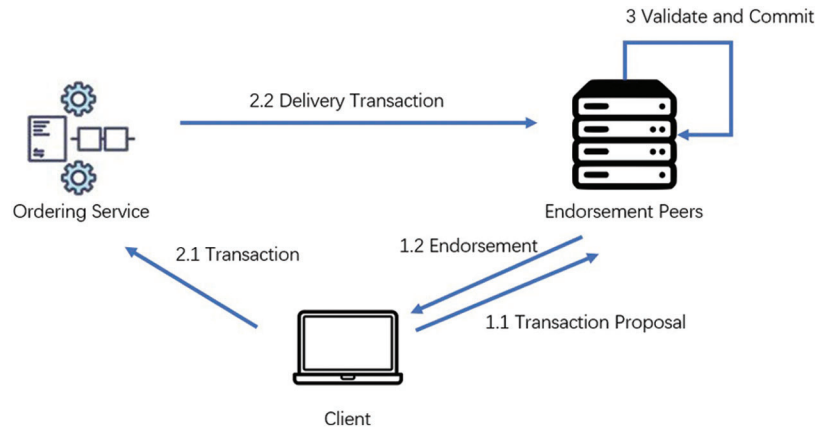 3 Validate and Commit
2.2 Delivery Transaction
Ordering Service
Endorsement Peers
2.1 Transaction
1.2 Endorsement
1.1 Transaction Proposal
Client